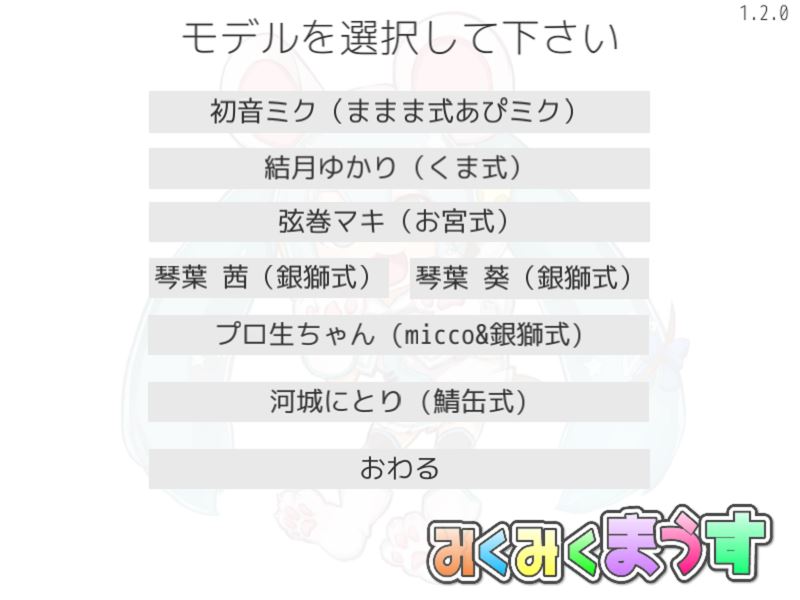 1.2.0
モデルを選択して下さい
初音ミク（ままま式あぴミク）
結月ゆかり（くま式）
弦巻マキ（お宮式）
琴葉 茜（銀獅式） 琴葉 葵（銀獅式）
プロ生ちゃん (micco&銀獅式)
河城にとり (鯖缶式)
おわる
みくみくまうす